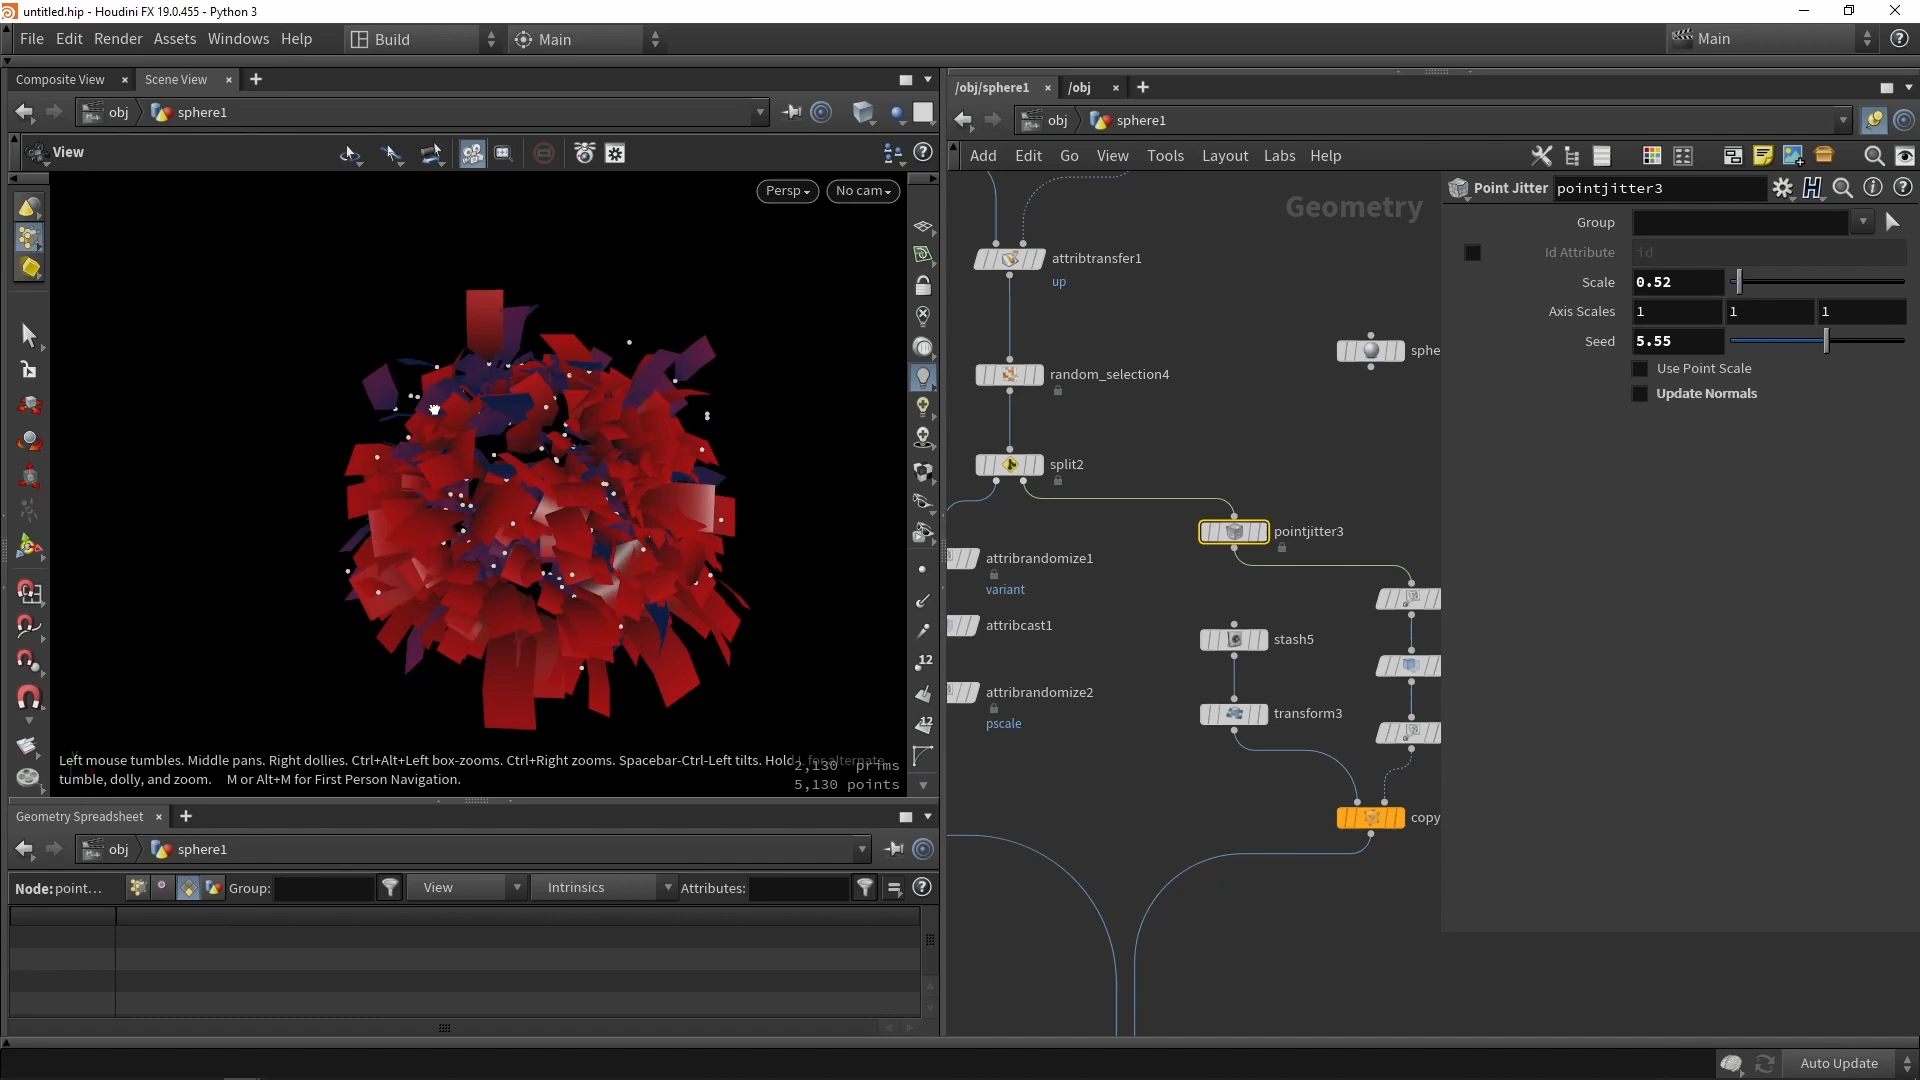 untitled.hip - Houdini FX 19.0.455 - Python 3
File Edit Render Assets Windows Help
Build
Main
Main
Composite View
Scene View
obj
sphere1
View
Persp
No cam
Left mouse tumbles. Middle pans. Right dollies. Ctrl+Alt+Left box-zooms. Ctrl+Right zooms. Spacebar-Ctrl-Left tilts. Hold L for alternate
tumble, dolly, and zoom. M or Alt+M for First Person Navigation.
2,130 prims
5,130 points
12
12
Geometry Spreadsheet
obj
sphere1
Node: point...
Group:
View
Intrinsics
Attributes:
/obj/sphere1
/obj
obj
sphere1
Add Edit Go View Tools Layout Labs Help
Geometry
attribtransfer1
up
random_selection4
split2
sphe
pointjitter3
attribrandomize1
variant
attribcast1
stash5
attribrandomize2
pscale
transform3
copy
Point Jitter
pointjitter3
Group
Id Attribute id
Scale 0.52
Axis Scales 1 1 1
Seed 5.55
Use Point Scale
Update Normals
Auto Update